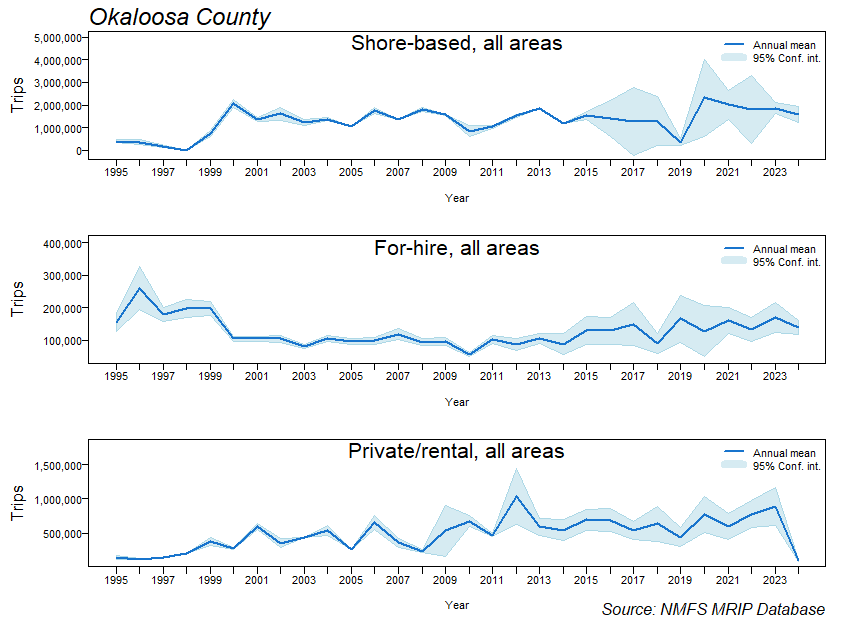 Okaloosa County
Shore-based, all areas
Annual mean
95% Conf. int.
5,000,000
4,000,000
3,000,000
2,000,000
1,000,000
0
Trips
1995 1997 1999 2001 2003 2005 2007 2009 2011 2013 2015 2017 2019 2021 2023
Year
For-hire, all areas
Annual mean
95% Conf. int.
400,000
300,000
200,000
100,000
Trips
1995 1997 1999 2001 2003 2005 2007 2009 2011 2013 2015 2017 2019 2021 2023
Year
Private/rental, all areas
Annual mean
95% Conf. int.
1,500,000
1,000,000
500,000
Trips
1995 1997 1999 2001 2003 2005 2007 2009 2011 2013 2015 2017 2019 2021 2023
Year
Source: NMFS MRIP Database